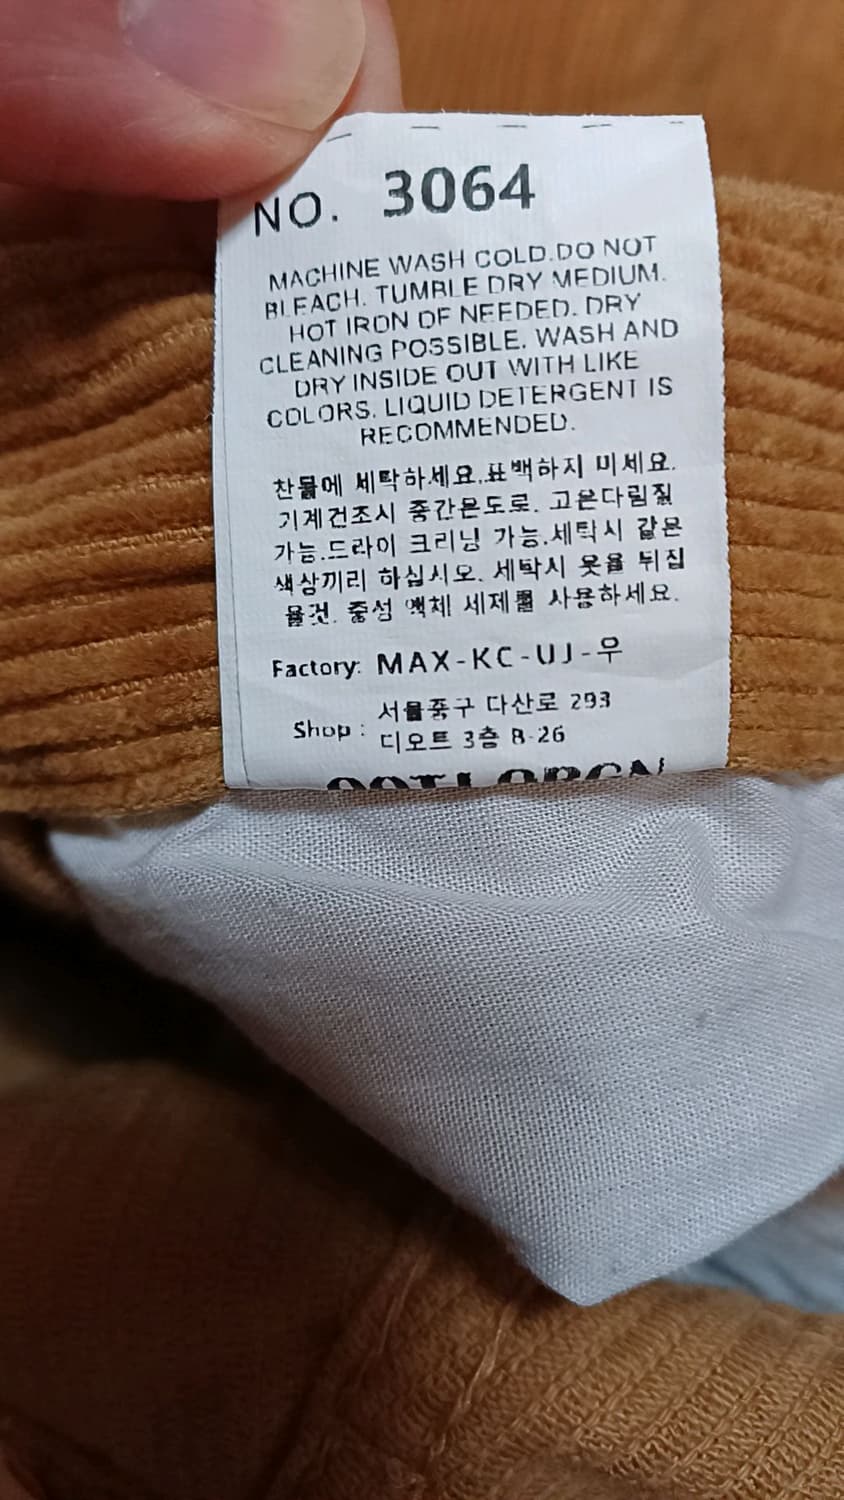 NO. 3064
MACHINE WASH COLD.DO NOT
BLEACH. TUMBLE DRY MEDIUM.
HOT IRON OF NEEDED. DRY
CLEANING POSSIBLE. WASH AND
DRY INSIDE OUT WITH LIKE
COLORS. LIQUID DETERGENT IS
RECOMMENDED.
찬물에 세탁하세요.표백하지 미세요.
기계건조시 중간온도로. 고온다림질
가능.드라이 크리닝 가능.세탁시 같은
색상끼리 하십시오. 세탁시 옷을 뒤집
을것. 중성 액체 세제를 사용하세요.
Factory: MAX-KC-UJ-우
Shop : 서울중구 다산로 293
디오트 3층 B-26